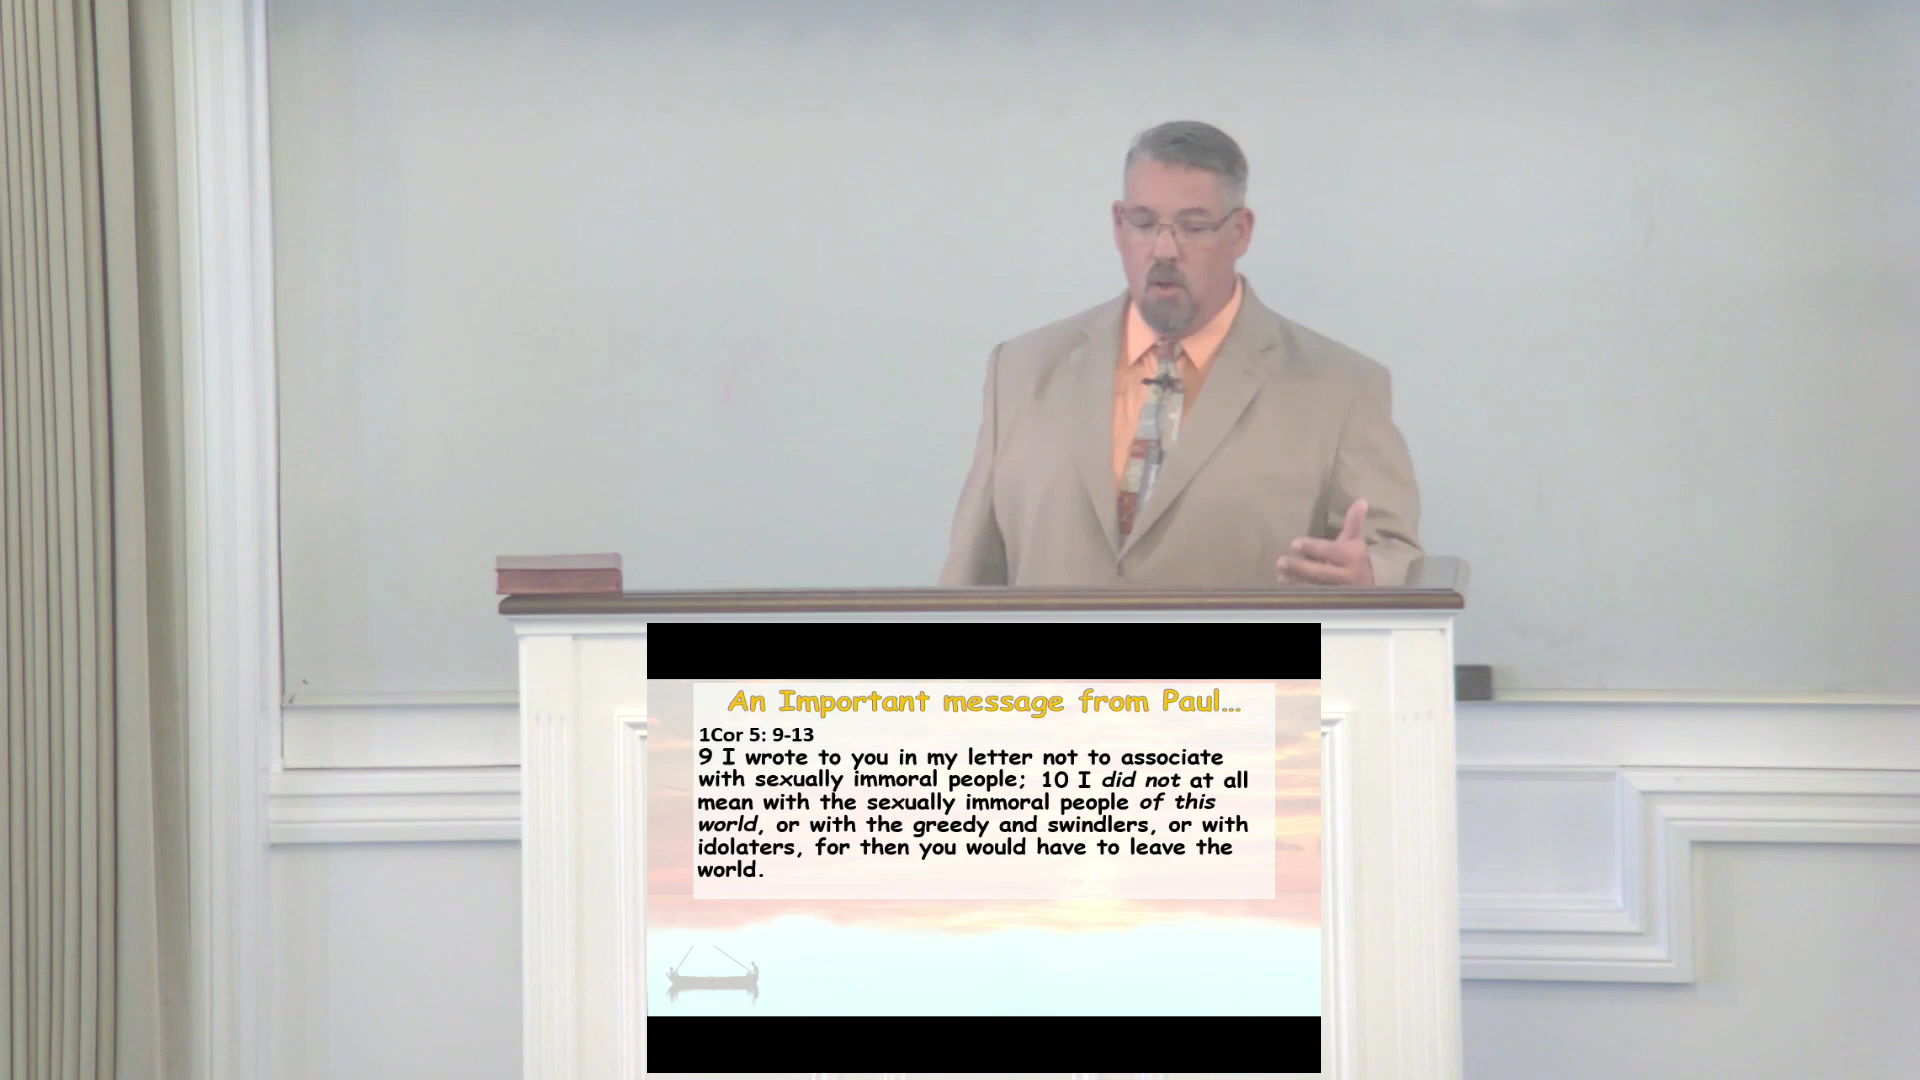 An Important message from Paul...
1Cor 5: 9-13
9 I wrote to you in my letter not to associate
with sexually immoral people; 10 I did not at all
mean with the sexually immoral people of this
world, or with the greedy and swindlers, or with
idolaters, for then you would have to leave the
world.